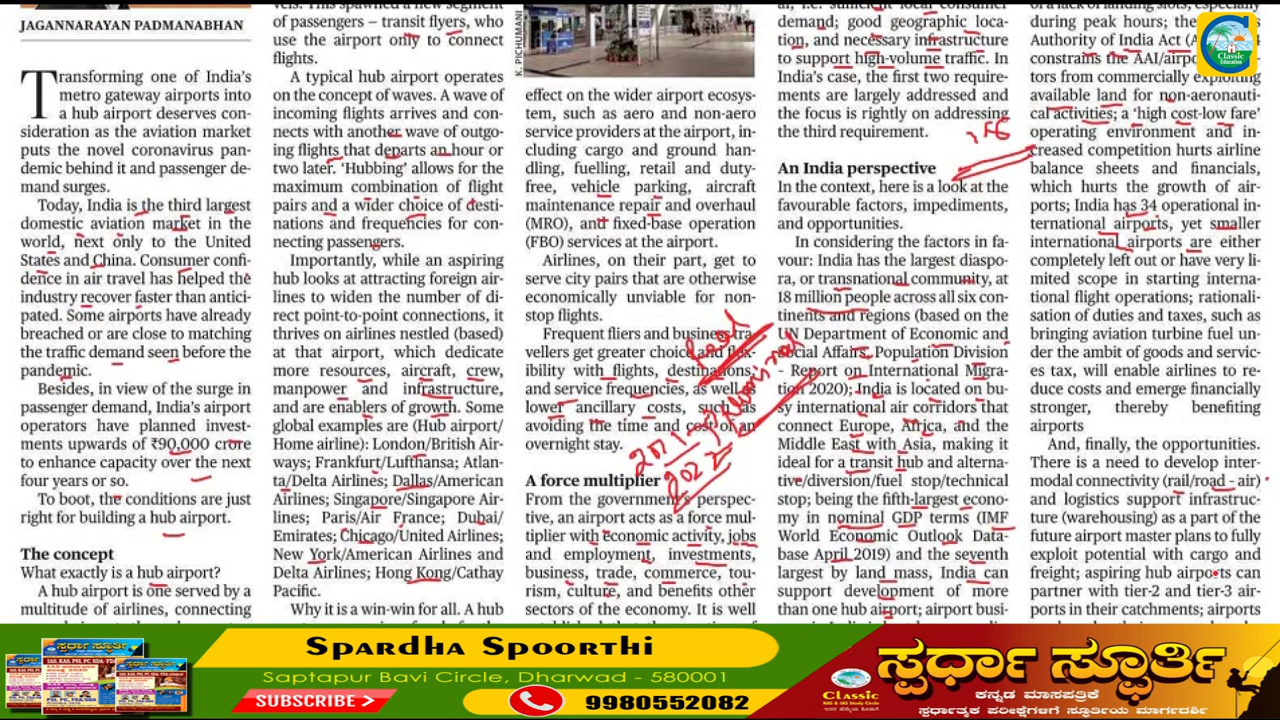 JAGANNARAYAN PADMANABHAN
Transforming one of India's
metro gateway airports into
a hub airport deserves con-
sideration as the aviation market
puts the novel coronavirus pan-
demic behind it and passenger de-
mand surges.
Today, India is the third largest
domestic aviation market in the
world, next only to the United
States and China. Consumer confi-
dence in air travel has helped the
industry recover faster than antici-
pated. Some airports have already
breached or are close to matching
the traffic demand seen before the
pandemic.
Besides, in view of the surge in
passenger demand, India's airport
operators have planned invest-
ments upwards of ₹90,000 crore
to enhance capacity over the next
four years or so.
To boot, the conditions are just
right for building a hub airport.
The concept
What exactly is a hub airport?
A hub airport is one served by a
multitude of airlines, connecting
vels. This spawned a new segment
of passengers – transit flyers, who
use the airport only to connect
flights.
A typical hub airport operates
on the concept of waves. A wave of
incoming flights arrives and con-
nects with another wave of outgo-
ing flights that departs an hour or
two later. 'Hubbing' allows for the
maximum combination of flight
pairs and a wider choice of desti-
nations and frequencies for con-
necting passengers.
Importantly, while an aspiring
hub looks at attracting foreign air-
lines to widen the number of di-
rect point-to-point connections, it
thrives on airlines nestled (based)
at that airport, which dedicate
more resources, aircraft, crew,
manpower and infrastructure,
and are enablers of growth. Some
global examples are (Hub airport/
Home airline): London/British Air-
ways; Frankfurt/Lufthansa; Atlan-
ta/Delta Airlines; Dallas/American
Airlines; Singapore/Singapore Air-
lines; Paris/Air France; Dubai/
Emirates; Chicago/United Airlines;
New York/American Airlines and
Delta Airlines; Hong Kong/Cathay
Pacific.
Why it is a win-win for all. A hub
K. PICHUMANI
effect on the wider airport ecosys-
tem, such as aero and non-aero
service providers at the airport, in-
cluding cargo and ground han-
dling, fuelling, retail and duty-
free, vehicle parking, aircraft
maintenance repair and overhaul
(MRO), and fixed-base operation
(FBO) services at the airport.
Airlines, on their part, get to
serve city pairs that are otherwise
economically unviable for non-
stop flights.
Frequent fliers and business tra-
vellers get greater choice and flex-
ibility with flights, destinations,
and service frequencies, as well as
lower ancillary costs, such as
avoiding the time and cost of an
overnight stay.
A force multiplier
From the government's perspec-
tive, an airport acts as a force mul-
tiplier with economic activity, jobs
and employment, investments,
business, trade, commerce, tou-
rism, culture, and benefits other
sectors of the economy. It is well
al, i.e. sufficient local consumer
demand; good geographic loca-
tion, and necessary infrastructure
to support high-volume traffic. In
India's case, the first two require-
ments are largely addressed and
the focus is rightly on addressing
the third requirement.
An India perspective
In the context, here is a look at the
favourable factors, impediments,
and opportunities.
In considering the factors in fa-
vour: India has the largest diaspo-
ra, or transnational community, at
18 million people across all six con-
tinents and regions (based on the
UN Department of Economic and
Social Affairs, Population Division
- Report on International Migra-
tion 2020); India is located on bu-
sy international air corridors that
connect Europe, Africa, and the
Middle East with Asia, making it
ideal for a transit hub and alterna-
tive/diversion/fuel stop/technical
stop; being the fifth-largest econo-
my in nominal GDP terms (IMF
World Economic Outlook Data-
base April 2019) and the seventh
largest by land mass, India can
support development of more
than one hub airport; airport busi-
of a lack of landing slots, especially
during peak hours; the
Authority of India Act
constrains the AAI/airpo
tors from commercially exploiting
available land for non-aeronauti-
cal activities; a 'high cost-low fare'
operating environment and in-
creased competition hurts airline
balance sheets and financials,
which hurts the growth of air-
ports; India has 34 operational in-
ternational airports, yet smaller
international airports are either
completely left out or have very li-
mited scope in starting interna-
tional flight operations; rationali-
sation of duties and taxes, such as
bringing aviation turbine fuel un-
der the ambit of goods and servic-
es tax, will enable airlines to re-
duce costs and emerge financially
stronger, thereby benefiting
airports
And, finally, the opportunities.
There is a need to develop inter-
modal connectivity (rail/road - air)
and logistics support infrastruc-
ture (warehousing) as a part of the
future airport master plans to fully
exploit potential with cargo and
freight; aspiring hub airports can
partner with tier-2 and tier-3 air-
ports in their catchments; airports
Classic
Education
Spardha Spoorthi
Saptapur Bavi Circle, Dharwad - 580001
SUBSCRIBE
9980552082
Classic
KAS & IAS Study Circle
ಸ್ಪರ್ಧಾ ಸ್ಫೂರ್ತಿ
ಕನ್ನಡ ಮಾಸಪತ್ರಿಕೆ
ಸ್ಪರ್ಧಾತ್ಮಕ ಪರೀಕ್ಷೆಗಳಿಗೆ ಸ್ಫೂರ್ತಿಯ ಮಾರ್ಗದರ್ಶಿ